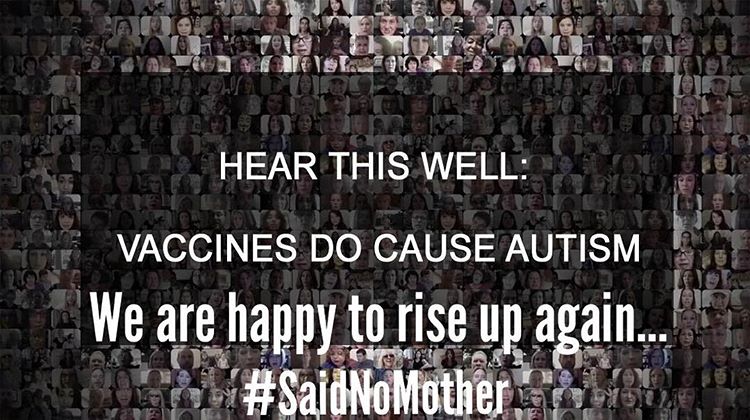 HEAR THIS WELL:
VACCINES DO CAUSE AUTISM
We are happy to rise up again...
#SaidNoMother